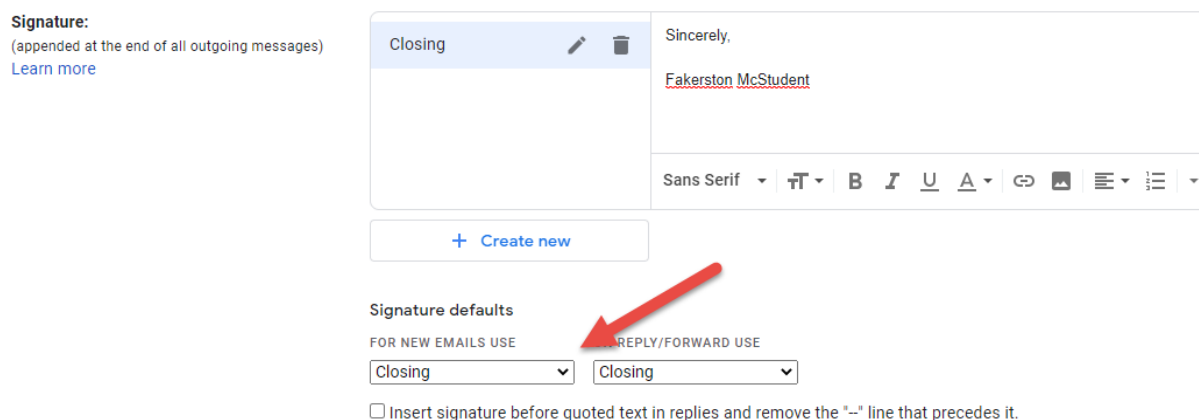 Signature:
(appended at the end of all outgoing messages)
Learn more
Closing
Sincerely,
Fakerston McStudent
Sans Serif
B I U A
+ Create new
Signature defaults
FOR NEW EMAILS USE
REPLY/FORWARD USE
Closing
Closing
Insert signature before quoted text in replies and remove the "--" line that precedes it.